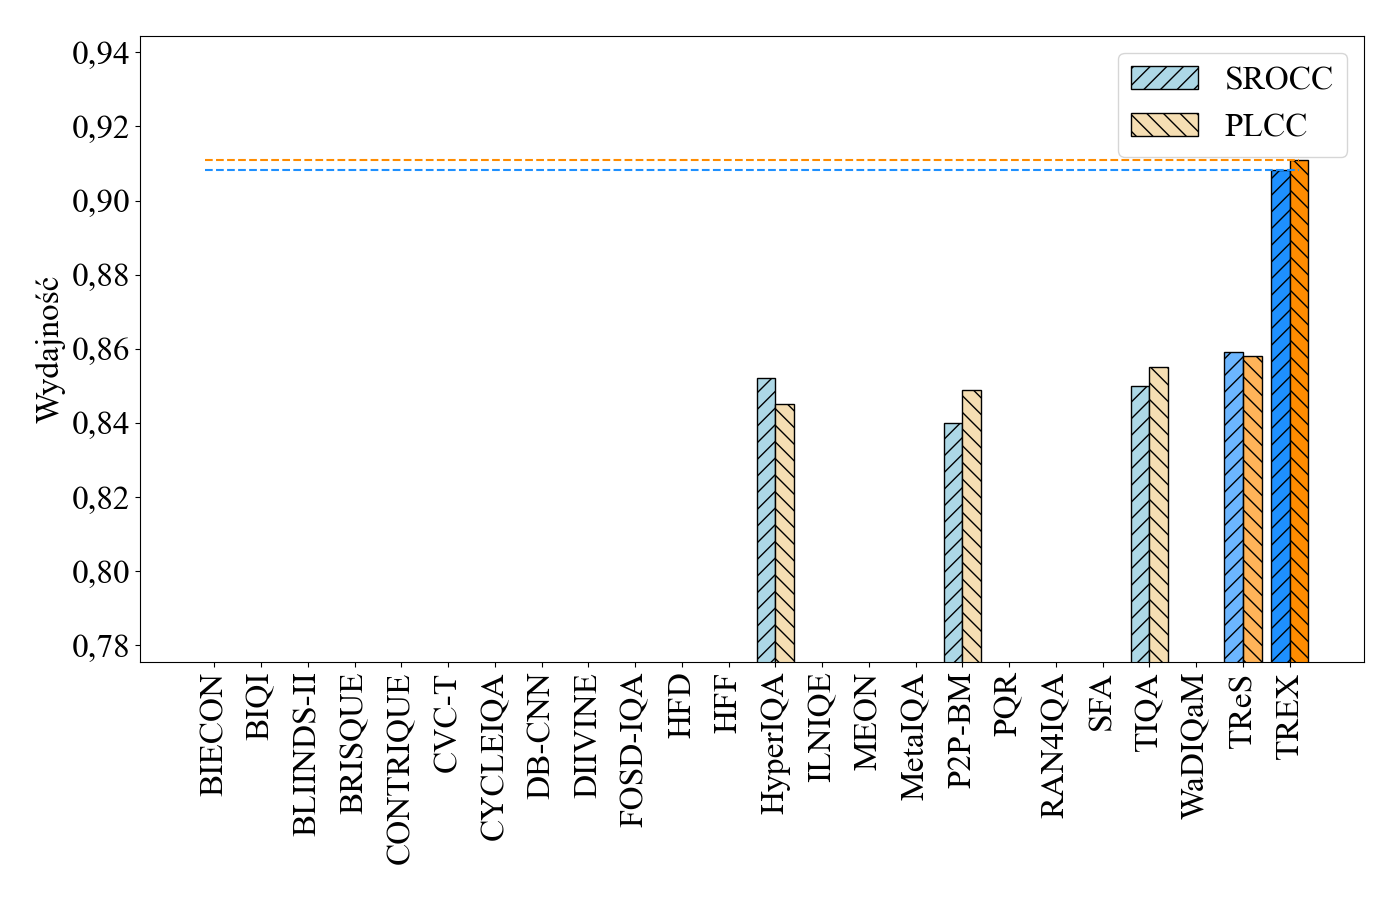 0,94
0,92
0,90
0,88
0,86
0,84
0,82
0,80
0,78
Wydajność
SROCC
PLCC
BIECON
BIQI
BLIINDS-II
BRISQUE
CONTRIQUE
CVC-T
CYCLEIQA
DB-CNN
DIIVINE
FOSD-IQA
HFD
HFF
HyperIQA
ILNIQE
MEON
MetaIQA
P2P-BM
PQR
RAN4IQA
SFA
TIQA
WaDIQaM
TReS
TREX